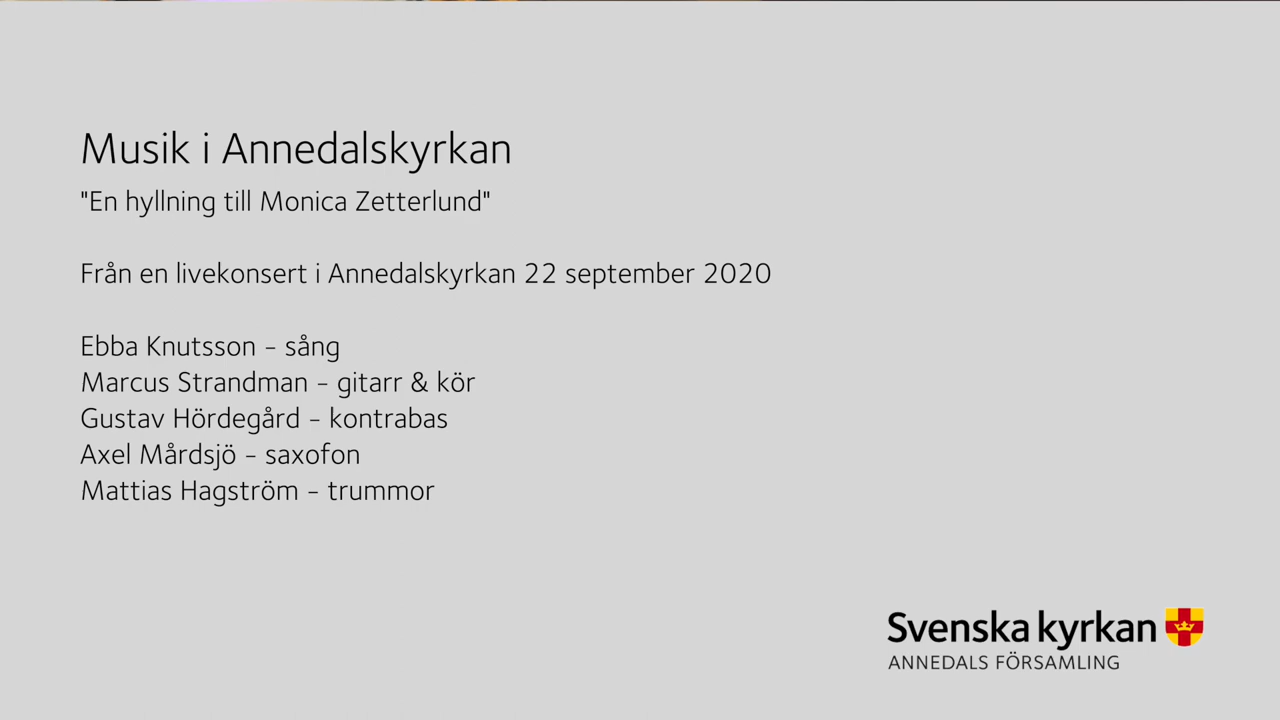 Musik i Annedalskyrkan
"En hyllning till Monica Zetterlund"
Från en livekonsert i Annedalskyrkan 22 september 2020
Ebba Knutsson – sång
Marcus Strandman – gitarr & kör
Gustav Hördegård – kontrabas
Axel Mårdsjö – saxofon
Mattias Hagström – trummor
Svenska kyrkan
ANNEDALS FÖRSAMLING